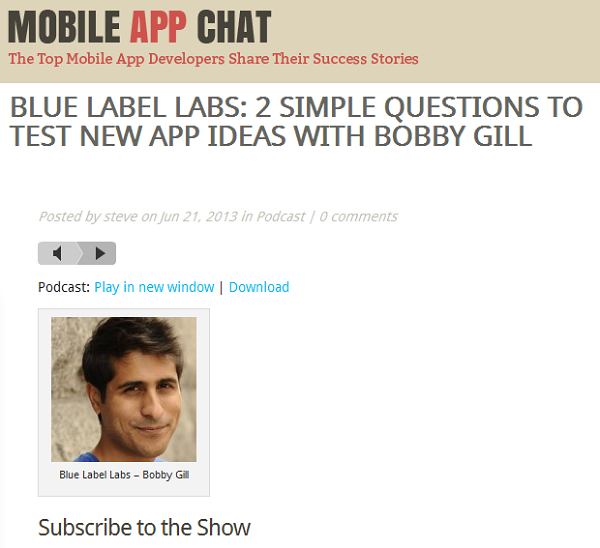 MOBILE APP CHAT
The Top Mobile App Developers Share Their Success Stories
BLUE LABEL LABS: 2 SIMPLE QUESTIONS TO
TEST NEW APP IDEAS WITH BOBBY GILL
Posted by steve on Jun 21, 2013 in Podcast | 0 comments
Podcast: Play in new window | Download
Blue Label Labs – Bobby Gill
Subscribe to the Show